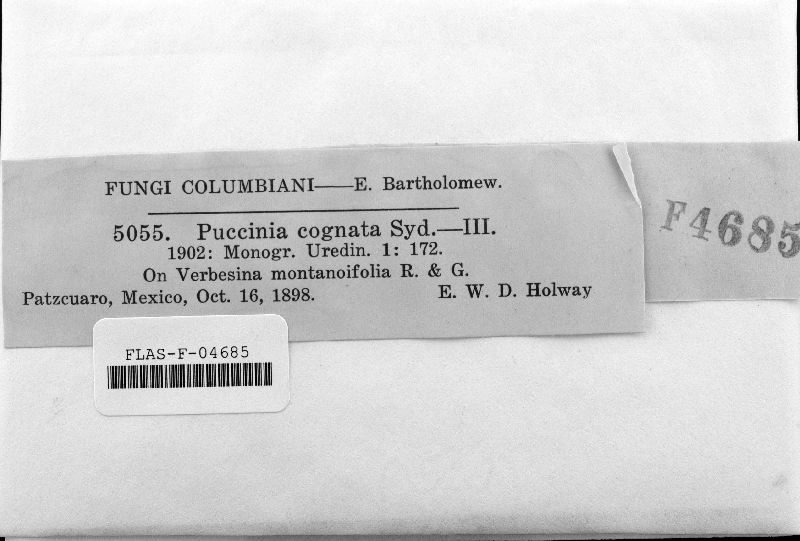 FUNGI COLUMBIANI——E. Bartholomew.
5055. Puccinia cognata Syd.—III.
1902: Monogr. Uredin. 1: 172.
On Verbesina montanoifolia R. & G.
Patzcuaro, Mexico, Oct. 16, 1898. E. W. D. Holway
F4685
FLAS-F-04685